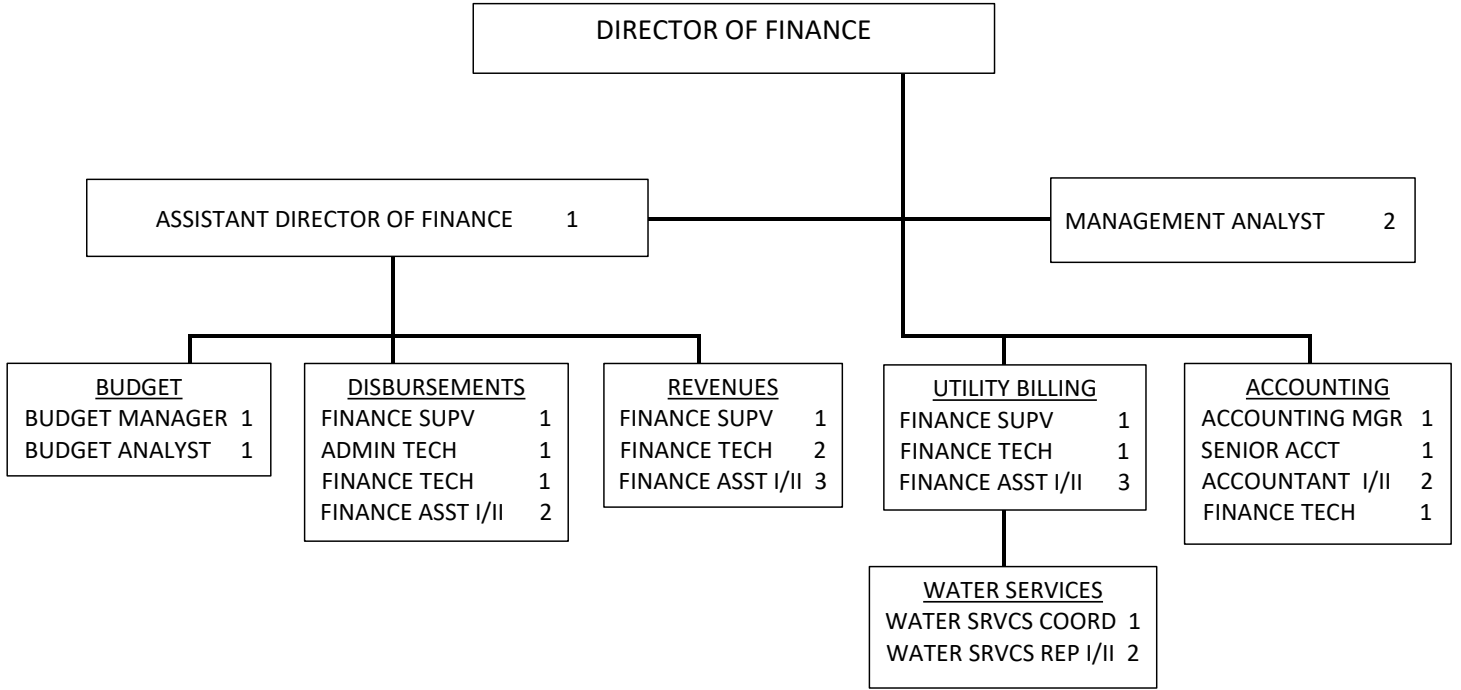 DIRECTOR OF FINANCE
ASSISTANT DIRECTOR OF FINANCE 1
MANAGEMENT ANALYST 2
BUDGET
BUDGET MANAGER 1
BUDGET ANALYST 1
DISBURSEMENTS
FINANCE SUPV 1
ADMIN TECH 1
FINANCE TECH 1
FINANCE ASST I/II 2
REVENUES
FINANCE SUPV 1
FINANCE TECH 2
FINANCE ASST I/II 3
UTILITY BILLING
FINANCE SUPV 1
FINANCE TECH 1
FINANCE ASST I/II 3
ACCOUNTING
ACCOUNTING MGR 1
SENIOR ACCT 1
ACCOUNTANT I/II 2
FINANCE TECH 1
WATER SERVICES
WATER SRVCS COORD 1
WATER SRVCS REP I/II 2